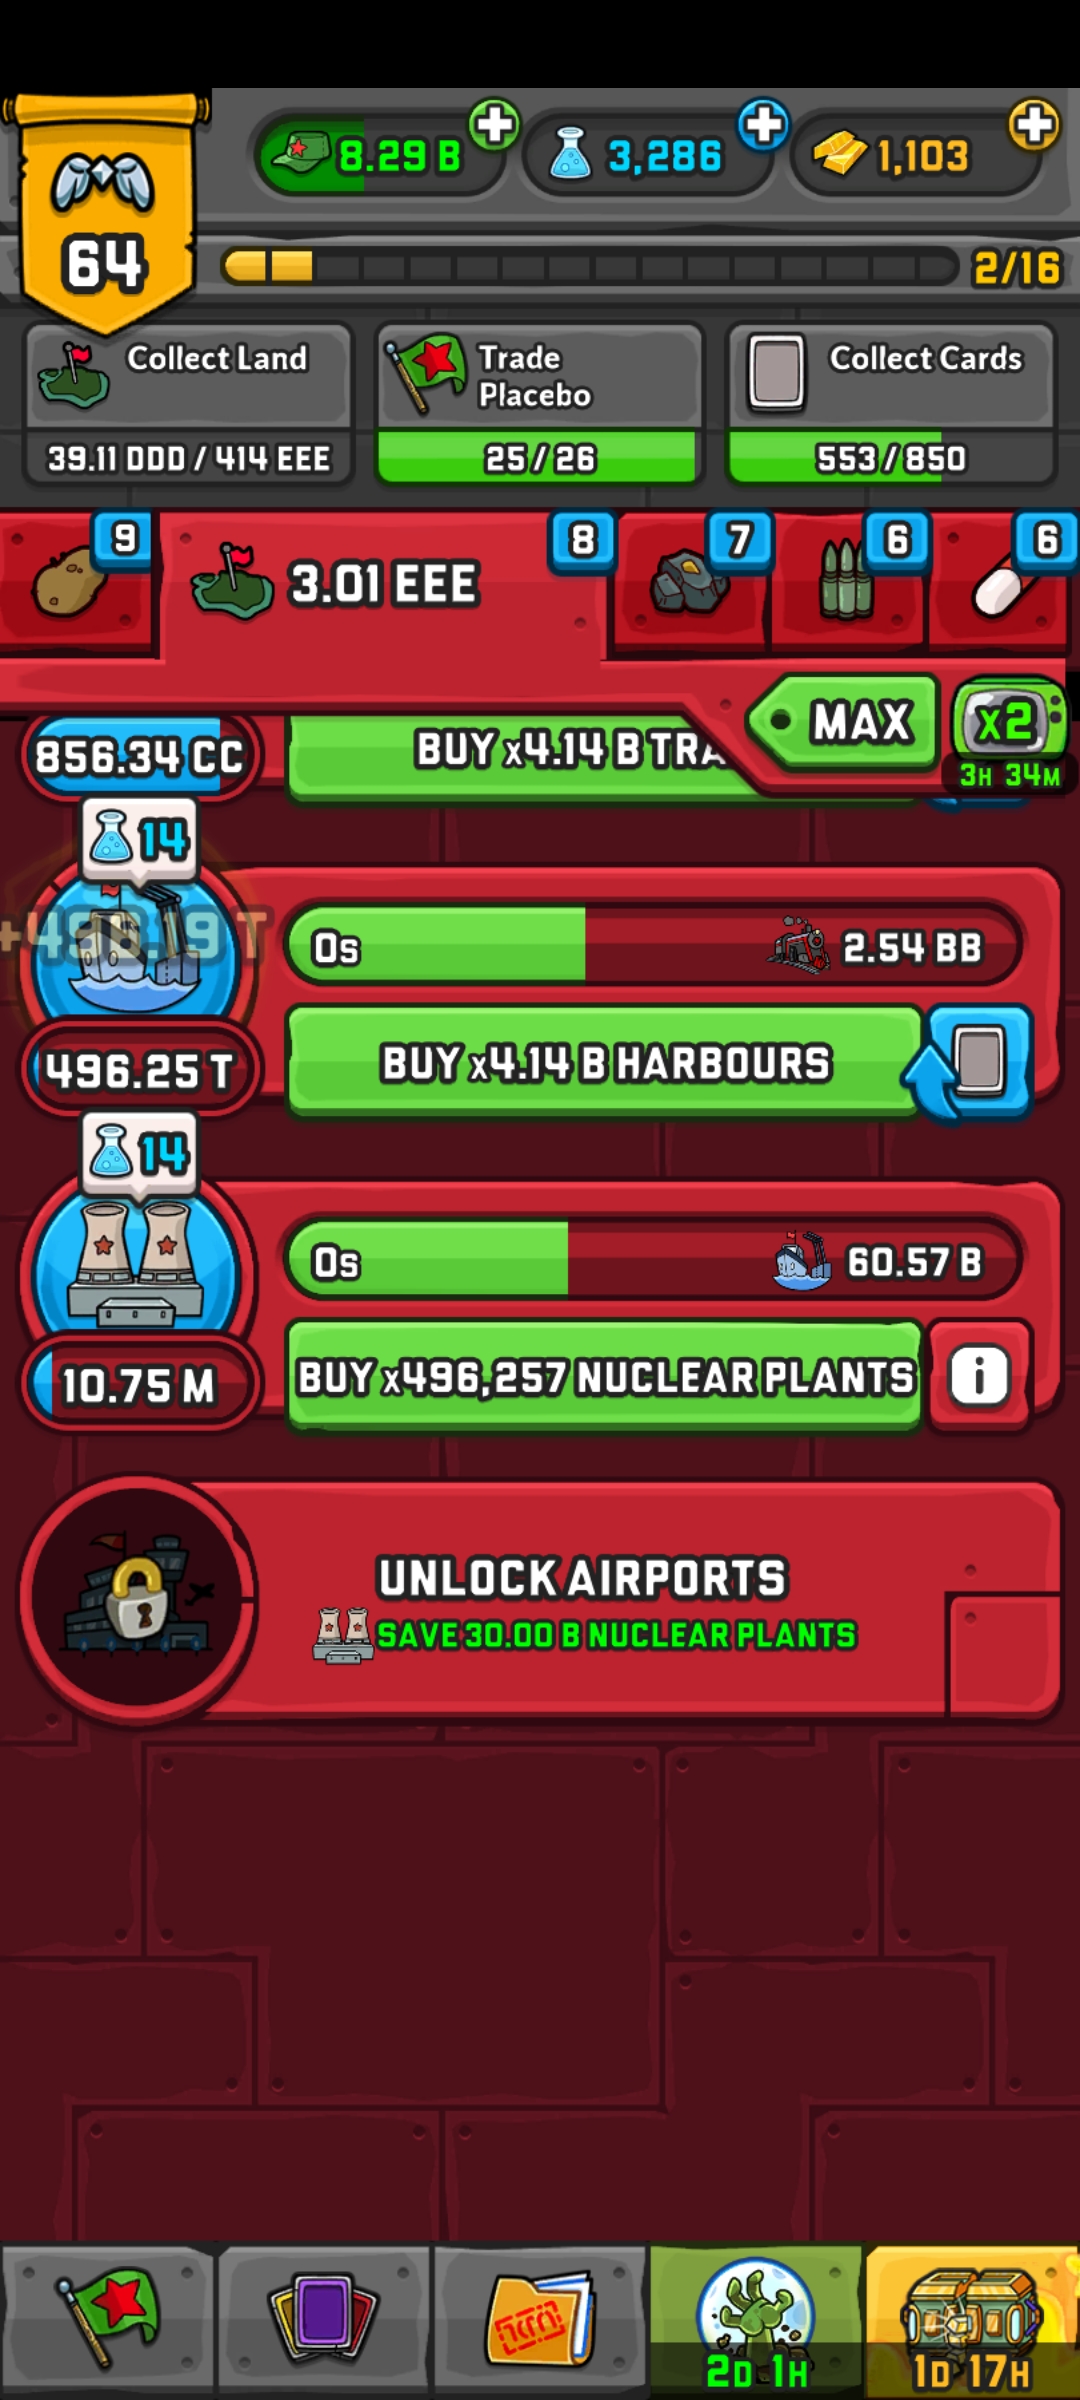 8.29 B
3,286
1,103
64
2/16
Collect Land
39.11 DDD / 414 EEE
Trade
Placebo
25 / 26
Collect Cards
553 / 850
9
3.01 EEE
8
7
6
6
MAX
x2
3H 34M
856.34 CC
BUY x4.14 B TRA
14
+498.19 T
0s
2.54 BB
496.25 T
BUY x4.14 B HARBOURS
14
0s
60.57 B
10.75 M
BUY x496,257 NUCLEAR PLANTS
i
UNLOCK AIRPORTS
SAVE 30.00 B NUCLEAR PLANTS
2D 1H
1D 17H